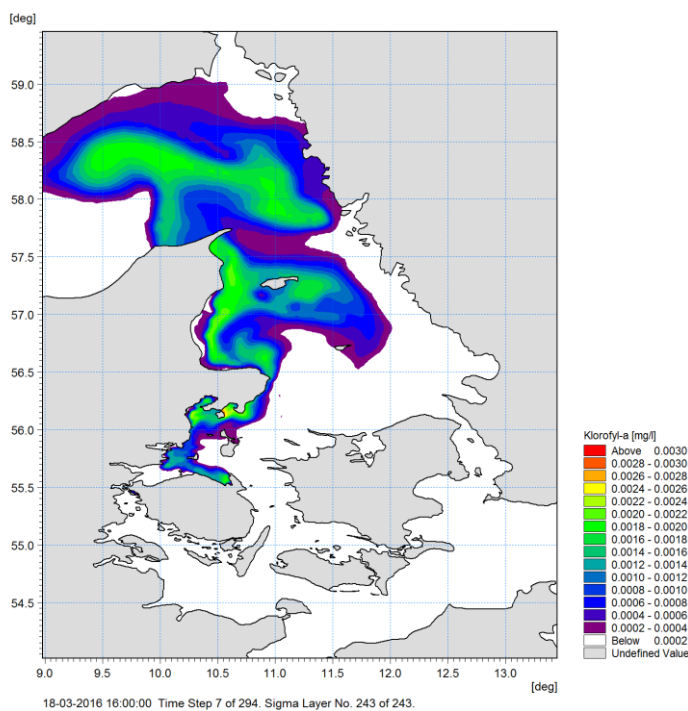 [deg]
59.0
58.5
58.0
57.5
57.0
56.5
56.0
55.5
55.0
54.5
9.0 9.5 10.0 10.5 11.0 11.5 12.0 12.5 13.0
[deg]
Klorofyl-a [mg/l]
Above 0.0030
0.0028 - 0.0030
0.0026 - 0.0028
0.0024 - 0.0026
0.0022 - 0.0024
0.0020 - 0.0022
0.0018 - 0.0020
0.0016 - 0.0018
0.0014 - 0.0016
0.0012 - 0.0014
0.0010 - 0.0012
0.0008 - 0.0010
0.0006 - 0.0008
0.0004 - 0.0006
0.0002 - 0.0004
Below 0.0002
Undefined Value
18-03-2016 16:00:00 Time Step 7 of 294. Sigma Layer No. 243 of 243.